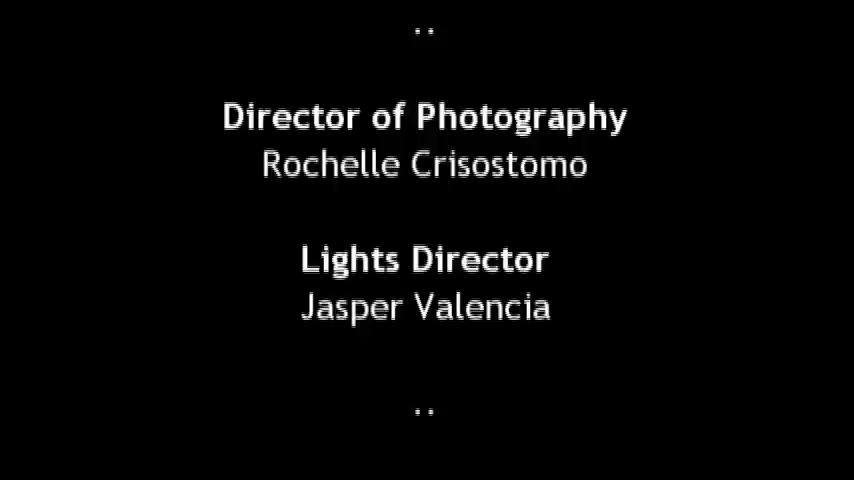 ..
Director of Photography
Rochelle Crisostomo
Lights Director
Jasper Valencia
..